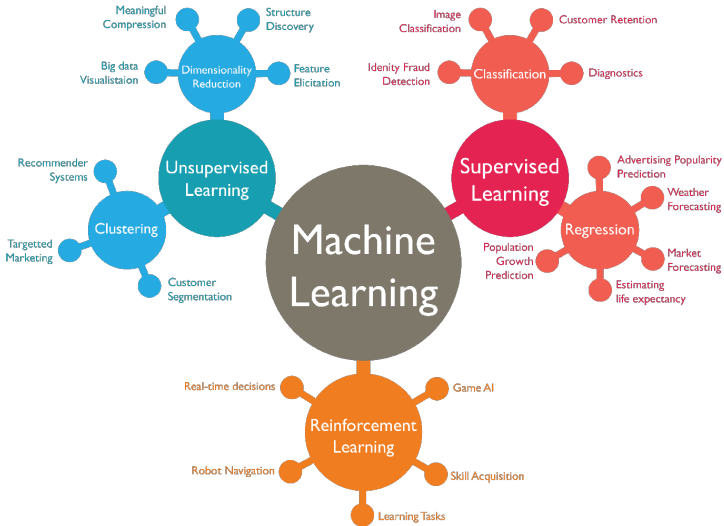 Meaningful
Compression
Structure
Discovery
Big data
Visualistaion
Dimensionality
Reduction
Feature
Elicitation
Recommender
Systems
Unsupervised
Learning
Clustering
Targetted
Marketing
Customer
Segmentation
Machine
Learning
Image
Classification
Customer Retention
Idenity Fraud
Detection
Classification
Diagnostics
Supervised
Learning
Advertising Popularity
Prediction
Weather
Forecasting
Regression
Population
Growth
Prediction
Market
Forecasting
Estimating
life expectancy
Real-time decisions
Game AI
Reinforcement
Learning
Robot Navigation
Skill Acquisition
Learning Tasks